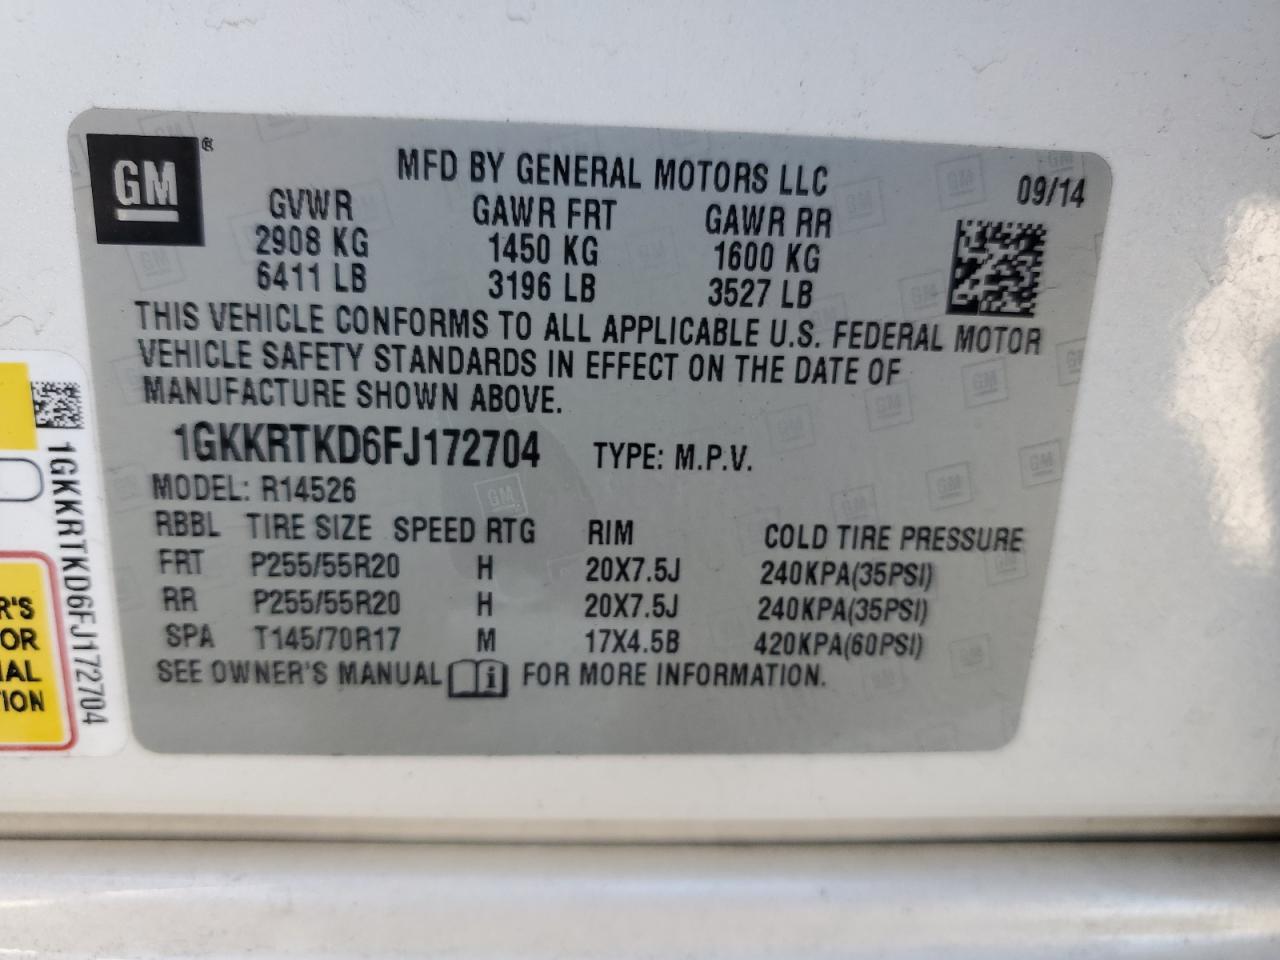 GM ®
MFD BY GENERAL MOTORS LLC
09/14
GVWR GAWR FRT GAWR RR
2908 KG 1450 KG 1600 KG
6411 LB 3196 LB 3527 LB
THIS VEHICLE CONFORMS TO ALL APPLICABLE U.S. FEDERAL MOTOR
VEHICLE SAFETY STANDARDS IN EFFECT ON THE DATE OF
MANUFACTURE SHOWN ABOVE.
1GKKRTKD6FJ172704 TYPE: M.P.V.
MODEL: R14526
RBBL TIRE SIZE SPEED RTG RIM COLD TIRE PRESSURE
FRT P255/55R20 H 20X7.5J 240KPA(35PSI)
RR P255/55R20 H 20X7.5J 240KPA(35PSI)
SPA T145/70R17 M 17X4.5B 420KPA(60PSI)
SEE OWNER'S MANUAL i FOR MORE INFORMATION.
1GKKRTKD6FJ172704
R'S
OR
IAL
ION